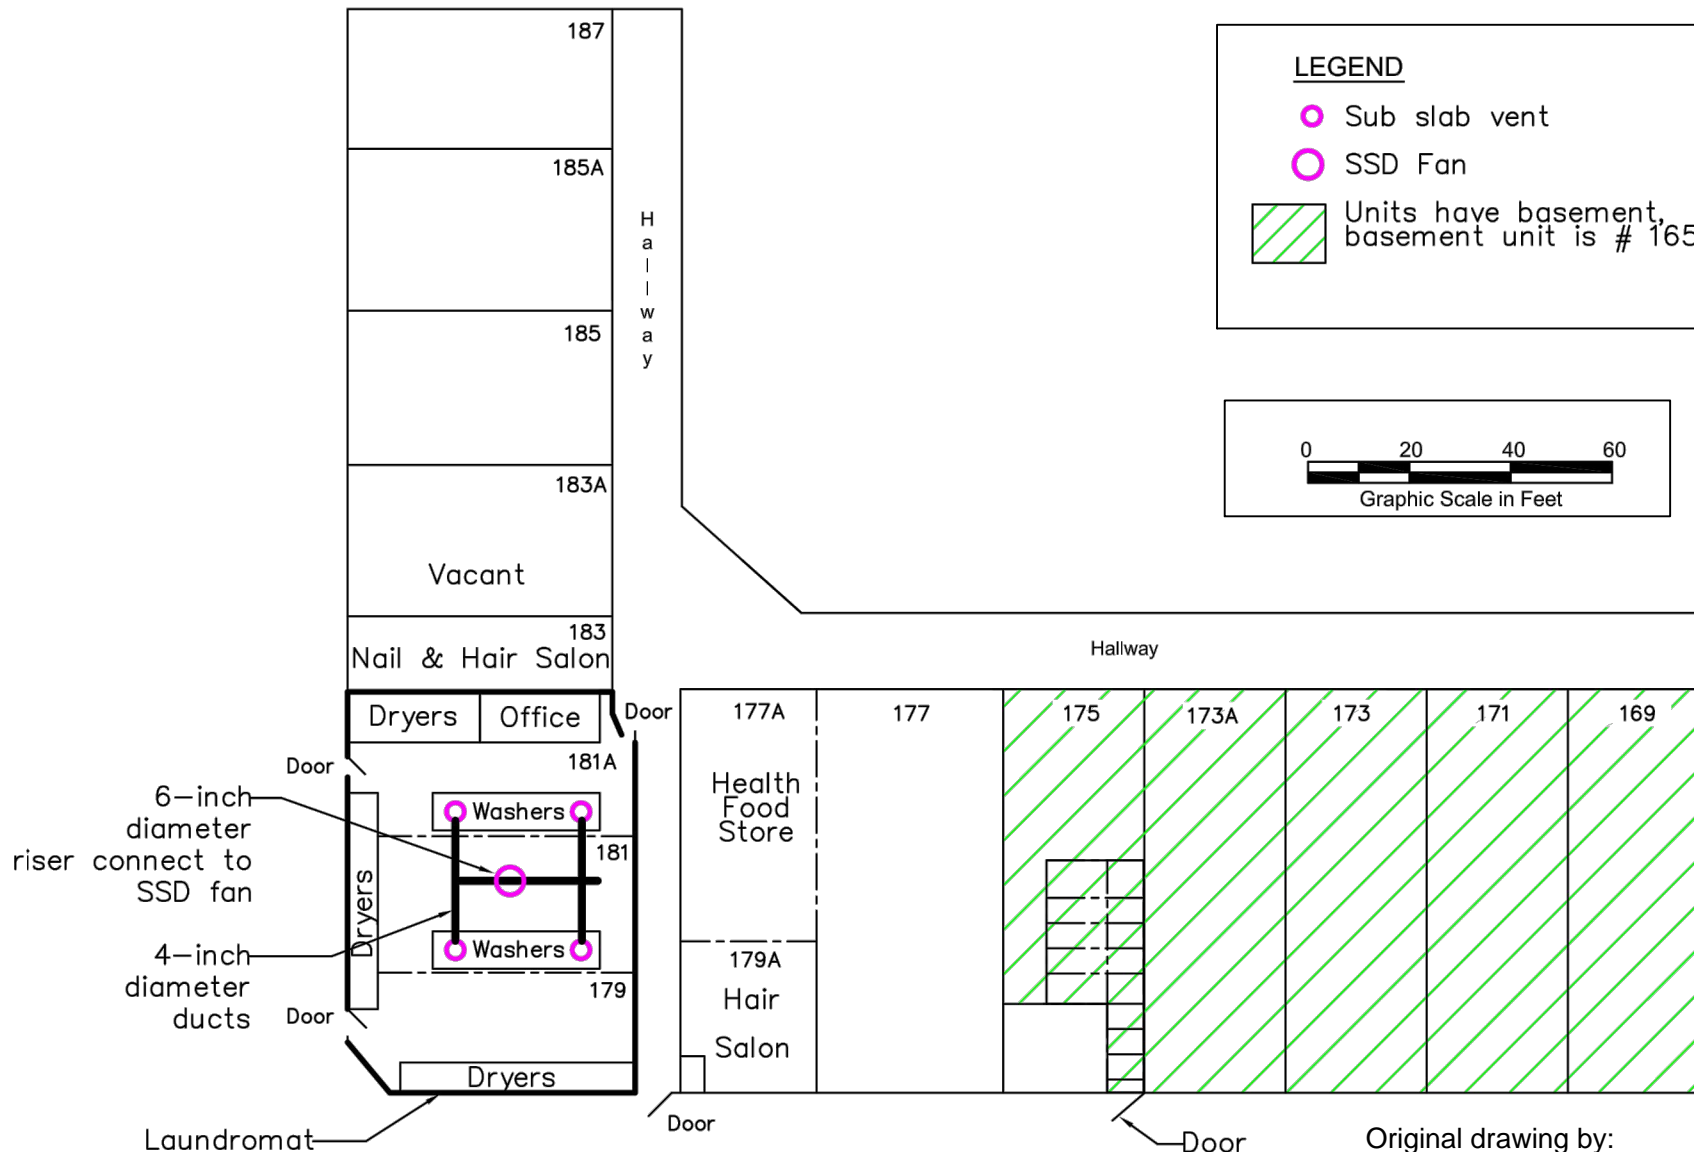 187
185A
185
183A
Vacant
183
Nail & Hair Salon
Hallway
LEGEND
Sub slab vent
SSD Fan
Units have basement,
basement unit is # 165
0 20 40 60
Graphic Scale in Feet
Hallway
Dryers
Office
Door
181A
Door
Washers
181
6-inch
diameter
riser connect to
SSD fan
Dryers
Washers
4-inch
diameter
ducts
179
Door
Dryers
Laundromat
177A
Health
Food
Store
179A
Hair
Salon
Door
177
175
173A
173
171
169
Door
Original drawing by: